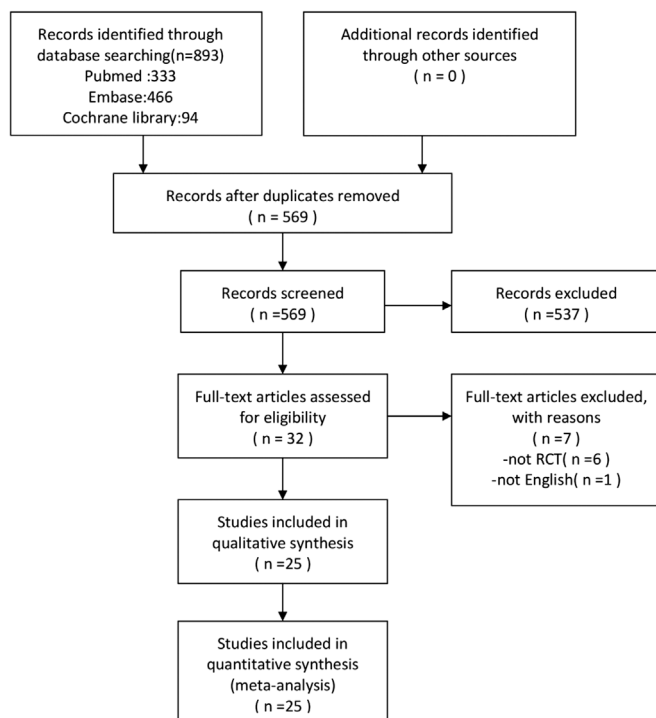 Records identified through
database searching(n=893)
Pubmed :333
Embase:466
Cochrane library:94
Additional records identified
through other sources
( n = 0 )
Records after duplicates removed
( n = 569 )
Records screened
( n =569 )
Records excluded
( n =537 )
Full-text articles assessed
for eligibility
( n = 32 )
Full-text articles excluded,
with reasons
( n =7 )
-not RCT( n =6 )
-not English( n =1 )
Studies included in
qualitative synthesis
( n =25 )
Studies included in
quantitative synthesis
(meta-analysis)
( n =25 )